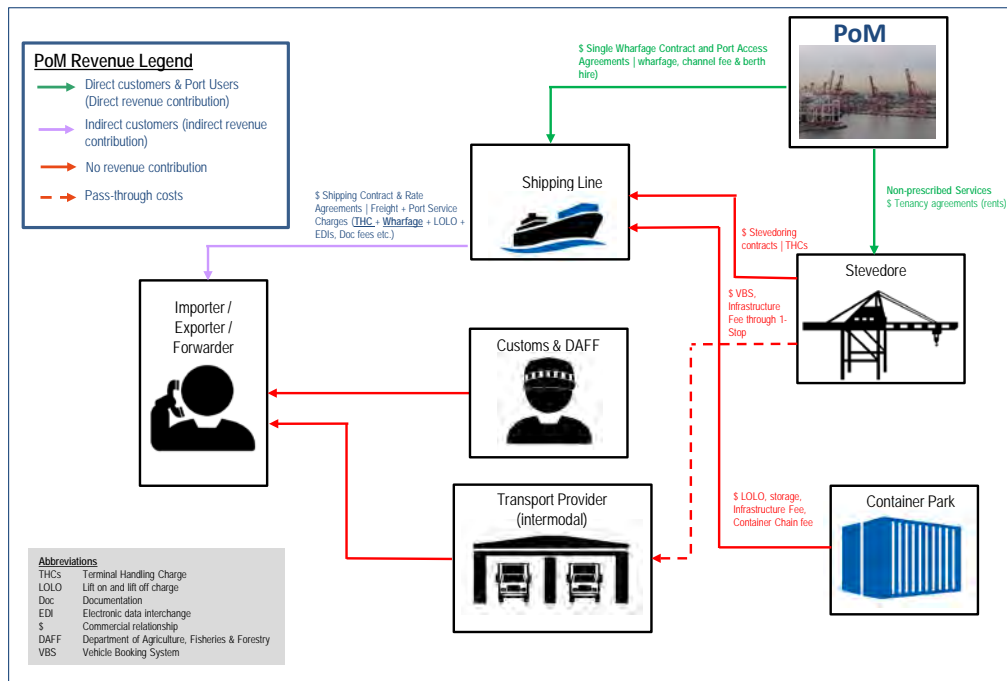 PoM Revenue Legend
Direct customers & Port Users
(Direct revenue contribution)
Indirect customers (indirect revenue
contribution)
No revenue contribution
Pass-through costs
$ Single Wharfage Contract and Port Access
Agreements | wharfage, channel fee & berth
hire)
PoM
Shipping Line
$ Shipping Contract & Rate
Agreements | Freight + Port Service
Charges (THC + Wharfage + LOLO +
EDIs, Doc fees etc.)
Non-prescribed Services
$ Tenancy agreements (rents)
$ Stevedoring
contracts | THCs
Stevedore
Importer /
Exporter /
Forwarder
$ VBS,
Infrastructure
Fee through 1-
Stop
Customs & DAFF
Transport Provider
(intermodal)
$ LOLO, storage,
Infrastructure Fee,
Container Chain fee
Container Park
Abbreviations
THCs Terminal Handling Charge
LOLO Lift on and lift off charge
Doc Documentation
EDI Electronic data interchange
$ Commercial relationship
DAFF Department of Agriculture, Fisheries & Forestry
VBS Vehicle Booking System